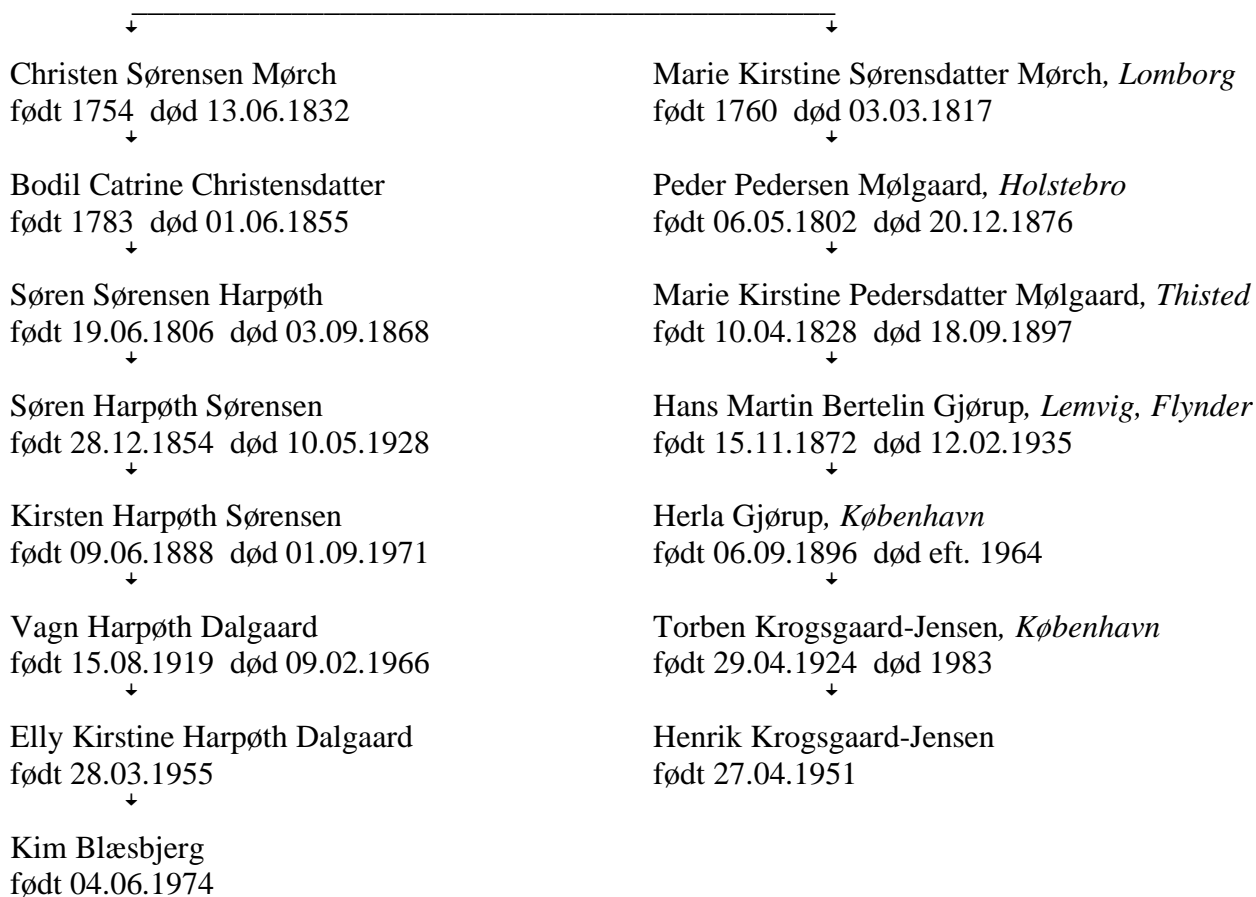 Christen Sørensen Mørch
født 1754 død 13.06.1832
Bodil Catrine Christensdatter
født 1783 død 01.06.1855
Søren Sørensen Harpøth
født 19.06.1806 død 03.09.1868
Søren Harpøth Sørensen
født 28.12.1854 død 10.05.1928
Kirsten Harpøth Sørensen
født 09.06.1888 død 01.09.1971
Vagn Harpøth Dalgaard
født 15.08.1919 død 09.02.1966
Elly Kirstine Harpøth Dalgaard
født 28.03.1955
Kim Blæsbjerg
født 04.06.1974
Marie Kirstine Sørensdatter Mørch, Lomborg
født 1760 død 03.03.1817
Peder Pedersen Mølgaard, Holstebro
født 06.05.1802 død 20.12.1876
Marie Kirstine Pedersdatter Mølgaard, Thisted
født 10.04.1828 død 18.09.1897
Hans Martin Bertelin Gjørup, Lemvig, Flynder
født 15.11.1872 død 12.02.1935
Herla Gjørup, København
født 06.09.1896 død eft. 1964
Torben Krogsgaard-Jensen, København
født 29.04.1924 død 1983
Henrik Krogsgaard-Jensen
født 27.04.1951